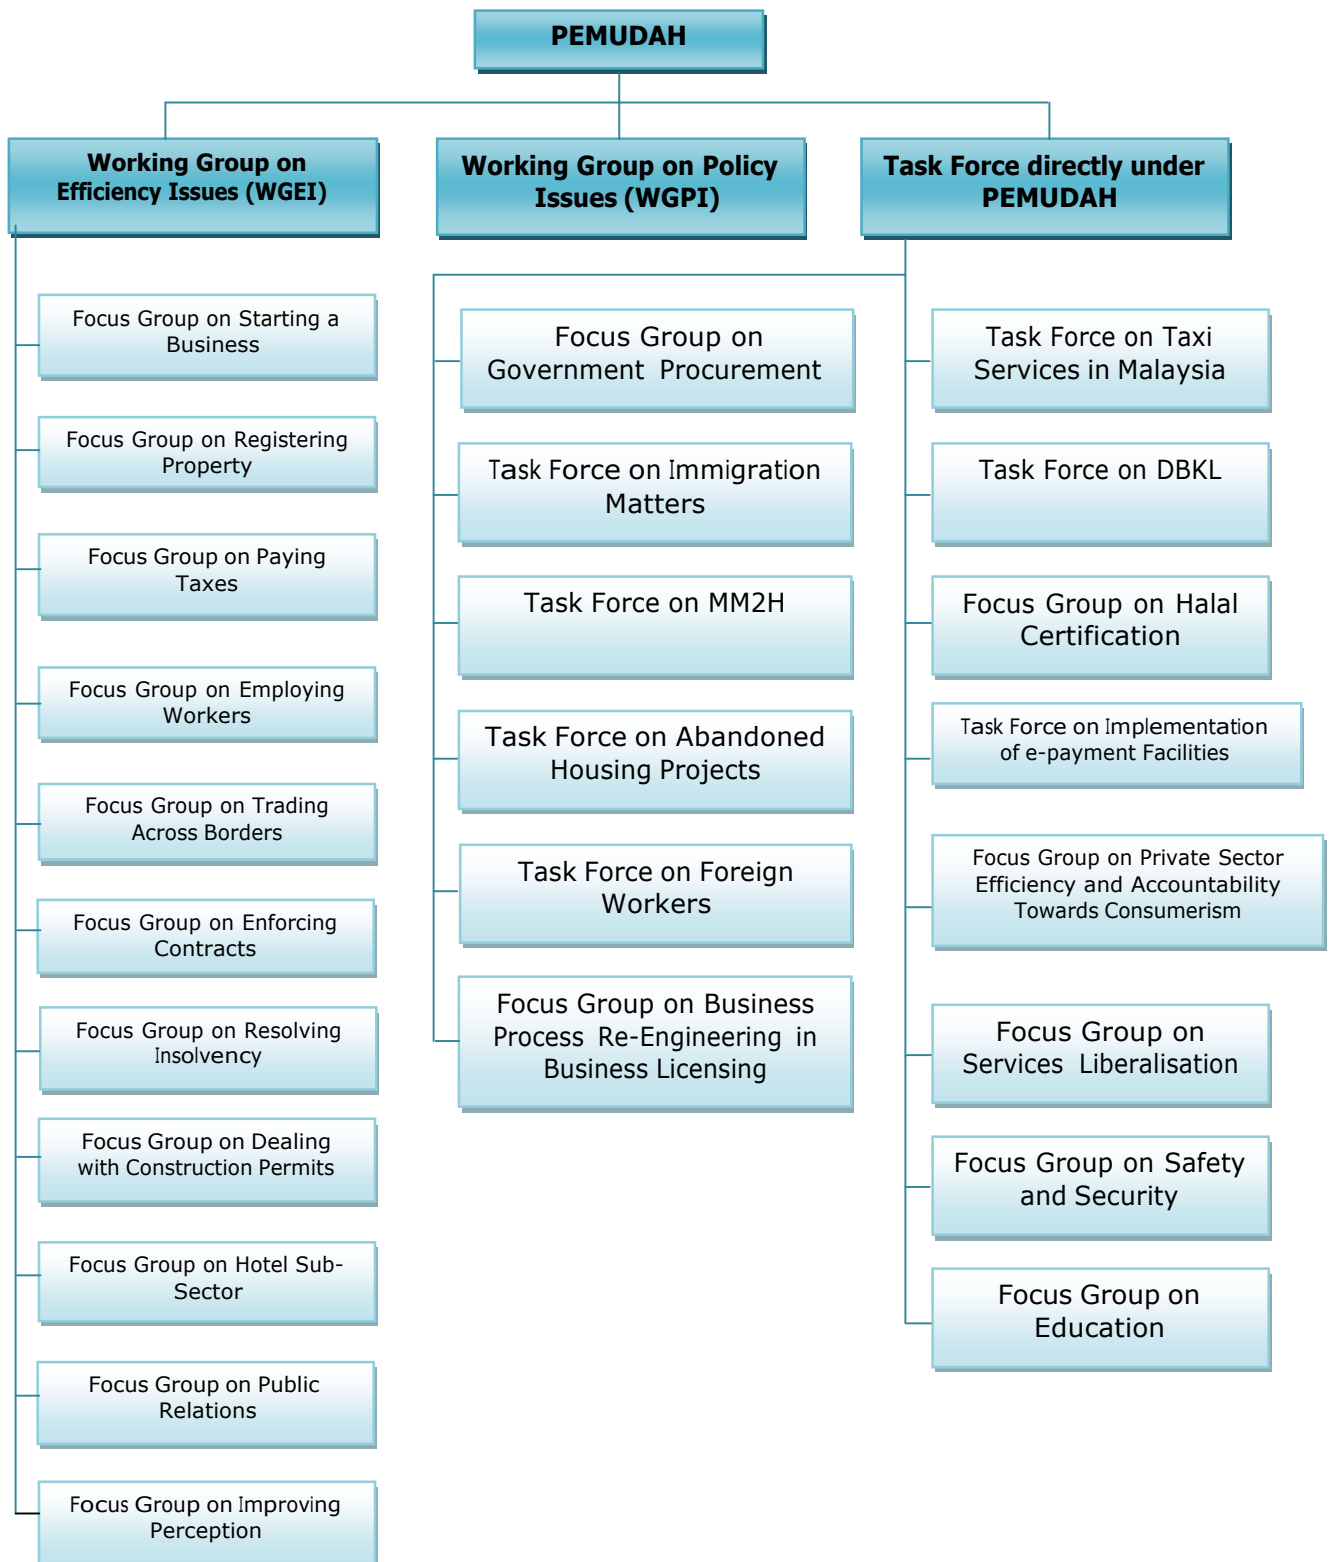 PEMUDAH
Working Group on
Efficiency Issues (WGEI)
Working Group on Policy
Issues (WGPI)
Task Force directly under
PEMUDAH
Focus Group on Starting a
Business
Focus Group on Registering
Property
Focus Group on Paying
Taxes
Focus Group on Employing
Workers
Focus Group on Trading
Across Borders
Focus Group on Enforcing
Contracts
Focus Group on Resolving
Insolvency
Focus Group on Dealing
with Construction Permits
Focus Group on Hotel Sub-
Sector
Focus Group on Public
Relations
Focus Group on Improving
Perception
Focus Group on
Government Procurement
Task Force on Immigration
Matters
Task Force on MM2H
Task Force on Abandoned
Housing Projects
Task Force on Foreign
Workers
Focus Group on Business
Process Re-Engineering in
Business Licensing
Task Force on Taxi
Services in Malaysia
Task Force on DBKL
Focus Group on Halal
Certification
Task Force on Implementation
of e-payment Facilities
Focus Group on Private Sector
Efficiency and Accountability
Towards Consumerism
Focus Group on
Services Liberalisation
Focus Group on Safety
and Security
Focus Group on
Education